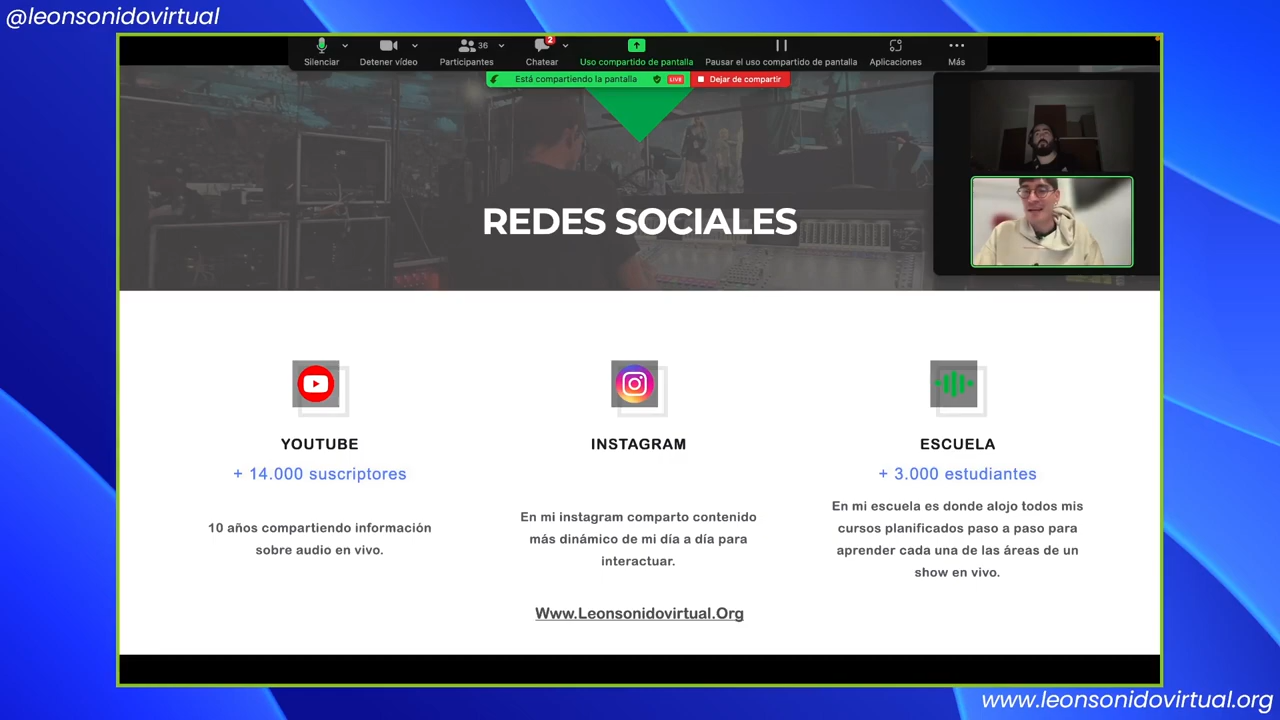 @leonsonidovirtual
36
2
Silenciar
Detener vídeo
Participantes
Chatear
Uso compartido de pantalla
Pausar el uso compartido de pantalla
Aplicaciones
Más
Está compartiendo la pantalla
LIVE
Dejar de compartir
REDES SOCIALES
YOUTUBE
+ 14.000 suscriptores
10 años compartiendo información
sobre audio en vivo.
INSTAGRAM
En mi instagram comparto contenido
más dinámico de mi día a día para
interactuar.
ESCUELA
+ 3.000 estudiantes
En mi escuela es donde alojo todos mis
cursos planificados paso a paso para
aprender cada una de las áreas de un
show en vivo.
Www.Leonsonidovirtual.Org
www.leonsonidovirtual.org